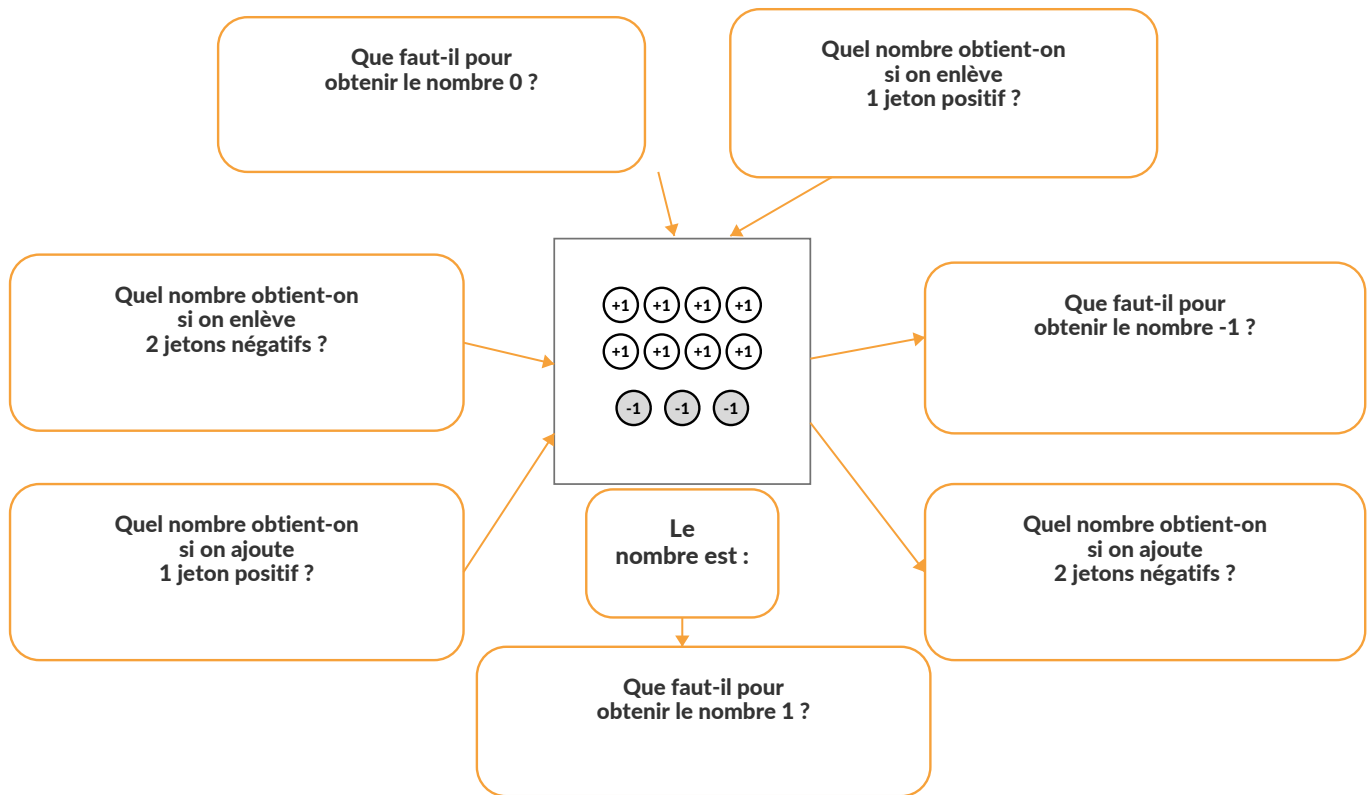 Que faut-il pour
obtenir le nombre 0 ?
Quel nombre obtient-on
si on enlève
1 jeton positif ?
Quel nombre obtient-on
si on enlève
2 jetons négatifs ?
+1 +1 +1 +1
+1 +1 +1 +1
-1 -1 -1
Que faut-il pour
obtenir le nombre -1 ?
Quel nombre obtient-on
si on ajoute
1 jeton positif ?
Le
nombre est :
Quel nombre obtient-on
si on ajoute
2 jetons négatifs ?
Que faut-il pour
obtenir le nombre 1 ?